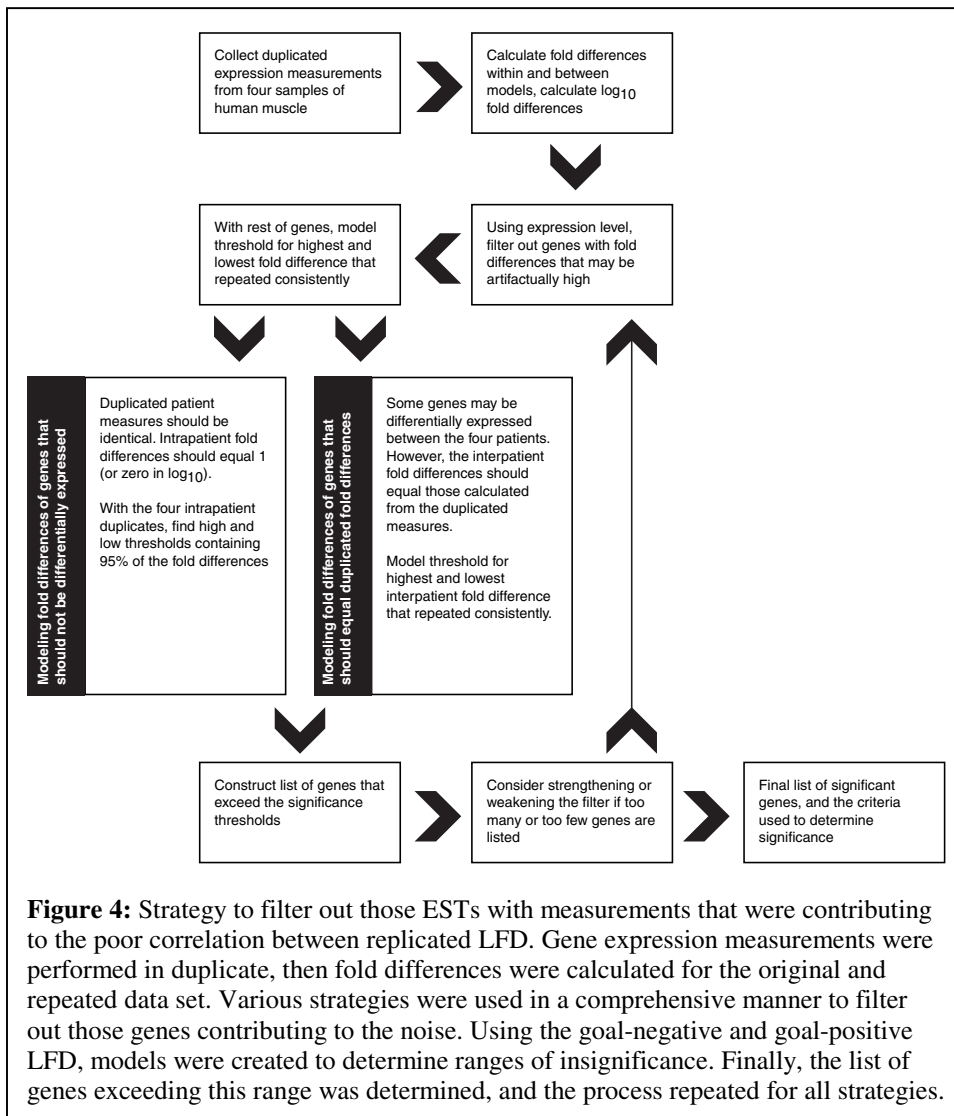 Collect duplicated
expression measurements
from four samples of
human muscle
Calculate fold differences
within and between
models, calculate log10
fold differences
With rest of genes, model
threshold for highest and
lowest fold difference that
repeated consistently
Using expression level,
filter out genes with fold
differences that may be
artifactually high
Modeling fold differences of genes that
should not be differentially expressed
Duplicated patient
measures should be
identical. Intrapatient fold
differences should equal 1
(or zero in log10).
With the four intrapatient
duplicates, find high and
low thresholds containing
95% of the fold differences
Modeling fold differences of genes that
should equal duplicated fold differences
Some genes may be
differentially expressed
between the four patients.
However, the interpatient
fold differences should
equal those calculated
from the duplicated
measures.
Model threshold for
highest and lowest
interpatient fold difference
that repeated consistently.
Construct list of genes that
exceed the significance
thresholds
Consider strengthening or
weakening the filter if too
many or too few genes are
listed
Final list of significant
genes, and the criteria
used to determine
significance
Figure 4: Strategy to filter out those ESTs with measurements that were contributing
to the poor correlation between replicated LFD. Gene expression measurements were
performed in duplicate, then fold differences were calculated for the original and
repeated data set. Various strategies were used in a comprehensive manner to filter
out those genes contributing to the noise. Using the goal-negative and goal-positive
LFD, models were created to determine ranges of insignificance. Finally, the list of
genes exceeding this range was determined, and the process repeated for all strategies.